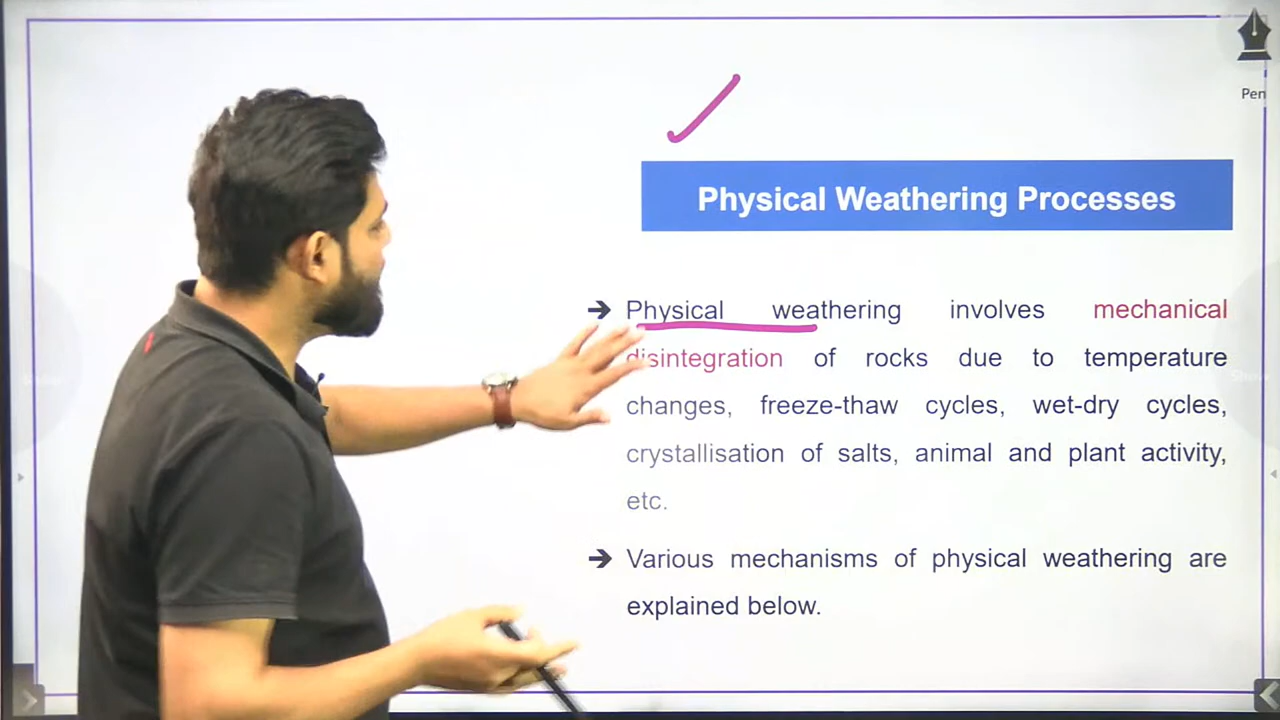 Pen
Physical Weathering Processes
➔ Physical weathering involves mechanical
disintegration of rocks due to temperature
changes, freeze-thaw cycles, wet-dry cycles,
crystallisation of salts, animal and plant activity,
etc.
Show
➔ Various mechanisms of physical weathering are
explained below.